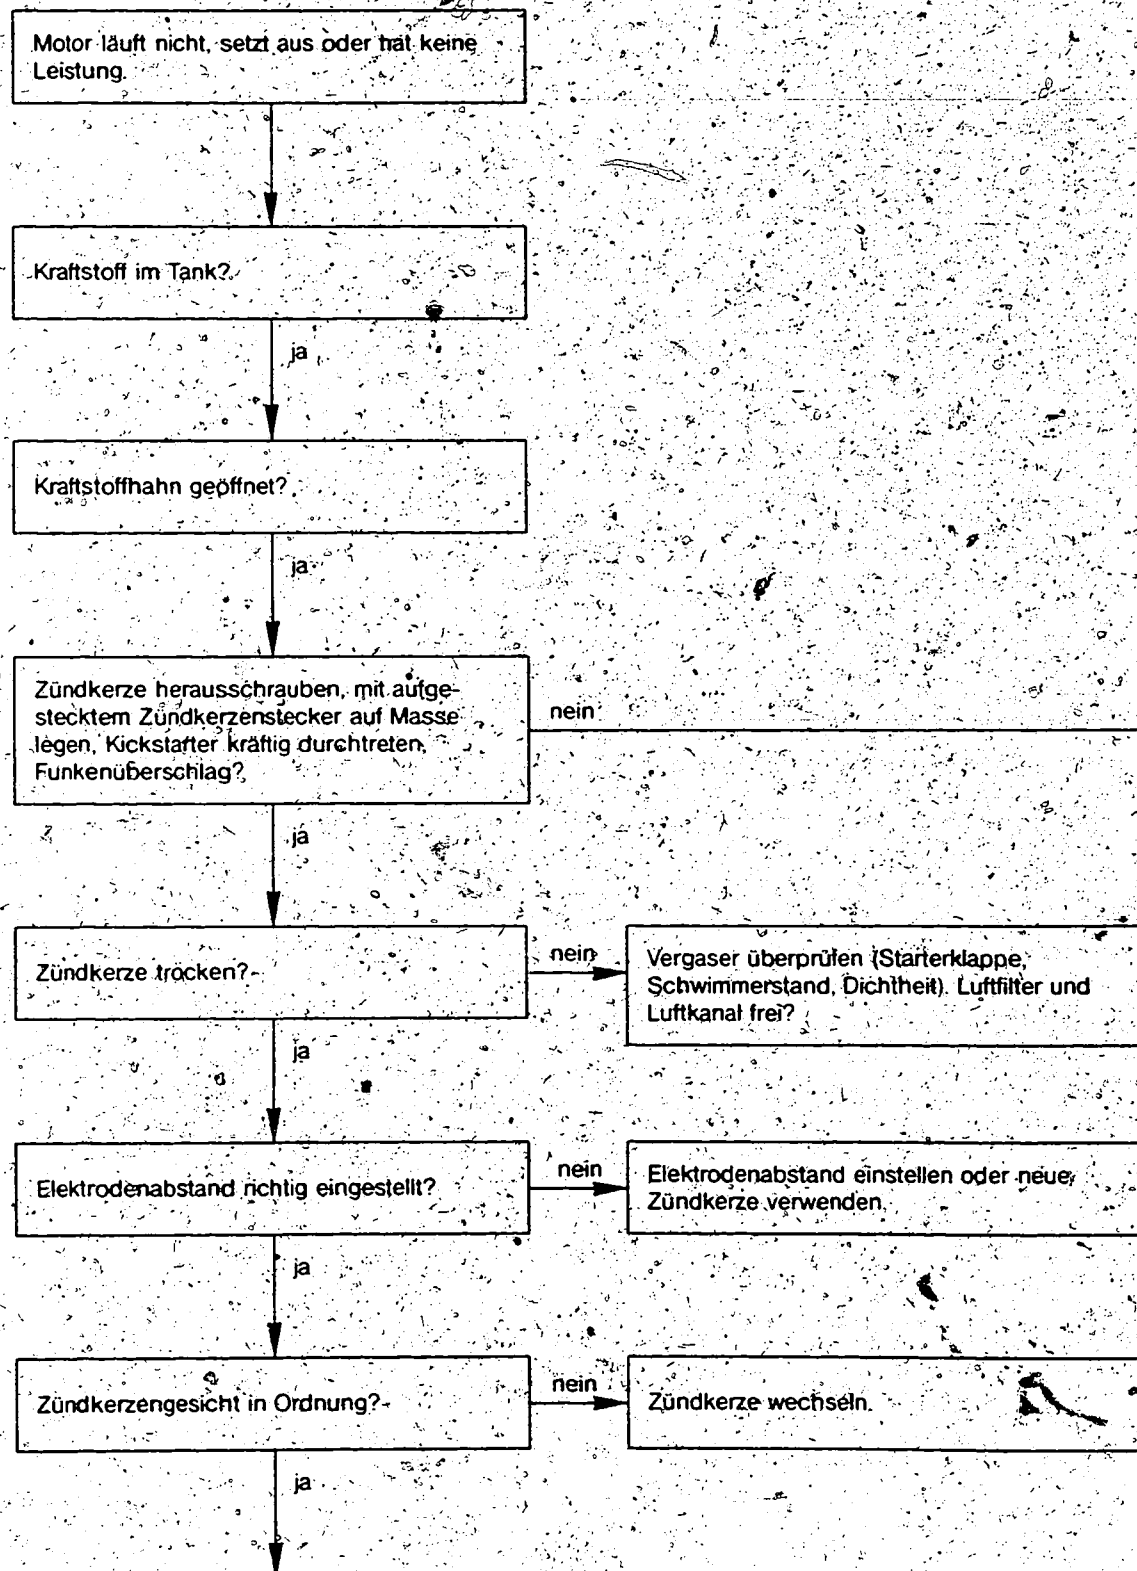 Motor läuft nicht, setzt aus oder hat keine
Leistung.
Kraftstoff im Tank?
ja
Kraftstoffhahn geöffnet?
ja
Zündkerze herausschrauben, mit aufge-
stecktem Zündkerzenstecker auf Masse
legen, Kickstarter kräftig durchtreten,
Funkenüberschlag?
nein
ja
Zündkerze trocken?
nein
Vergaser überprüfen (Starterklappe,
Schwimmerstand, Dichtheit). Luftfilter und
Luftkanal frei?
ja
Elektrodenabstand richtig eingestellt?
nein
Elektrodenabstand einstellen oder neue
Zündkerze verwenden.
ja
Zündkerzengesicht in Ordnung?
nein
Zündkerze wechseln.
ja